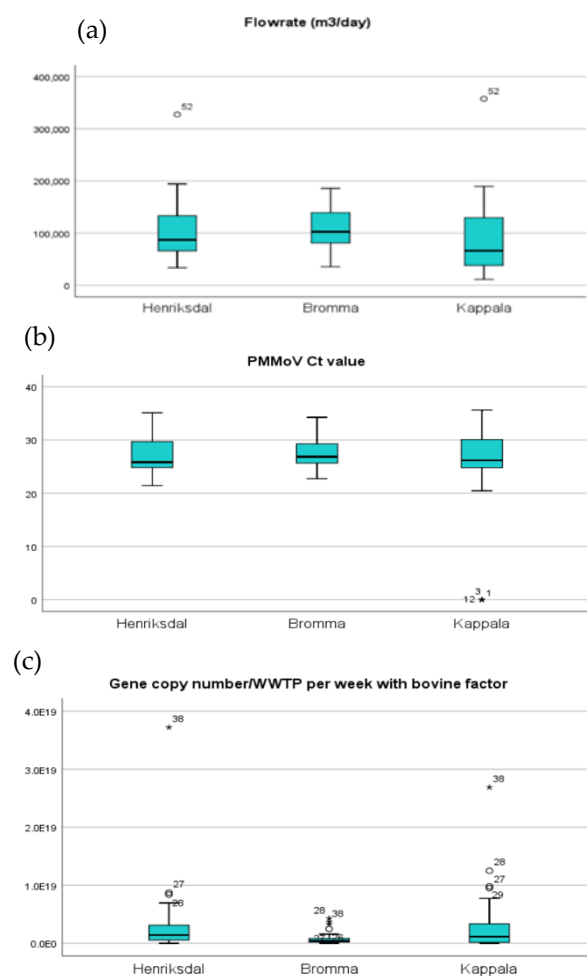 (a)
Flowrate (m3/day)
400,000
52
52
300,000
200,000
100,000
0
Henriksdal Bromma Kappala
(b)
PMMoV Ct value
40
30
20
10
0
12 3 1
Henriksdal Bromma Kappala
(c)
Gene copy number/WWTP per week with bovine factor
4.0E19
38
3.0E19
38
2.0E19
28
1.0E19
27
27
28
29
28 38
0.0E0
Henriksdal Bromma Kappala